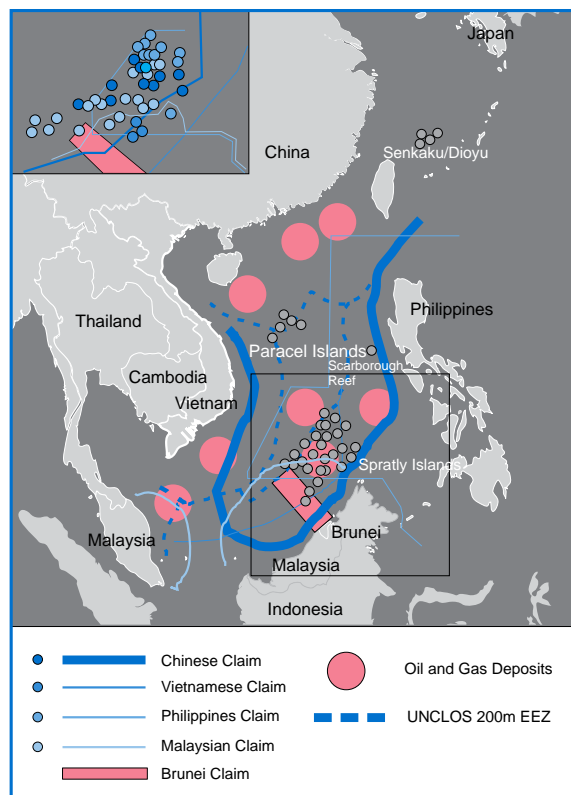 Japan
China
Senkaku/Dioyu
Philippines
Thailand
Paracel Islands
Scarborough
Reef
Cambodia
Vietnam
Spratly Islands
Malaysia
Brunei
Malaysia
Indonesia
Chinese Claim
Oil and Gas Deposits
Vietnamese Claim
Philippines Claim
UNCLOS 200m EEZ
Malaysian Claim
Brunei Claim